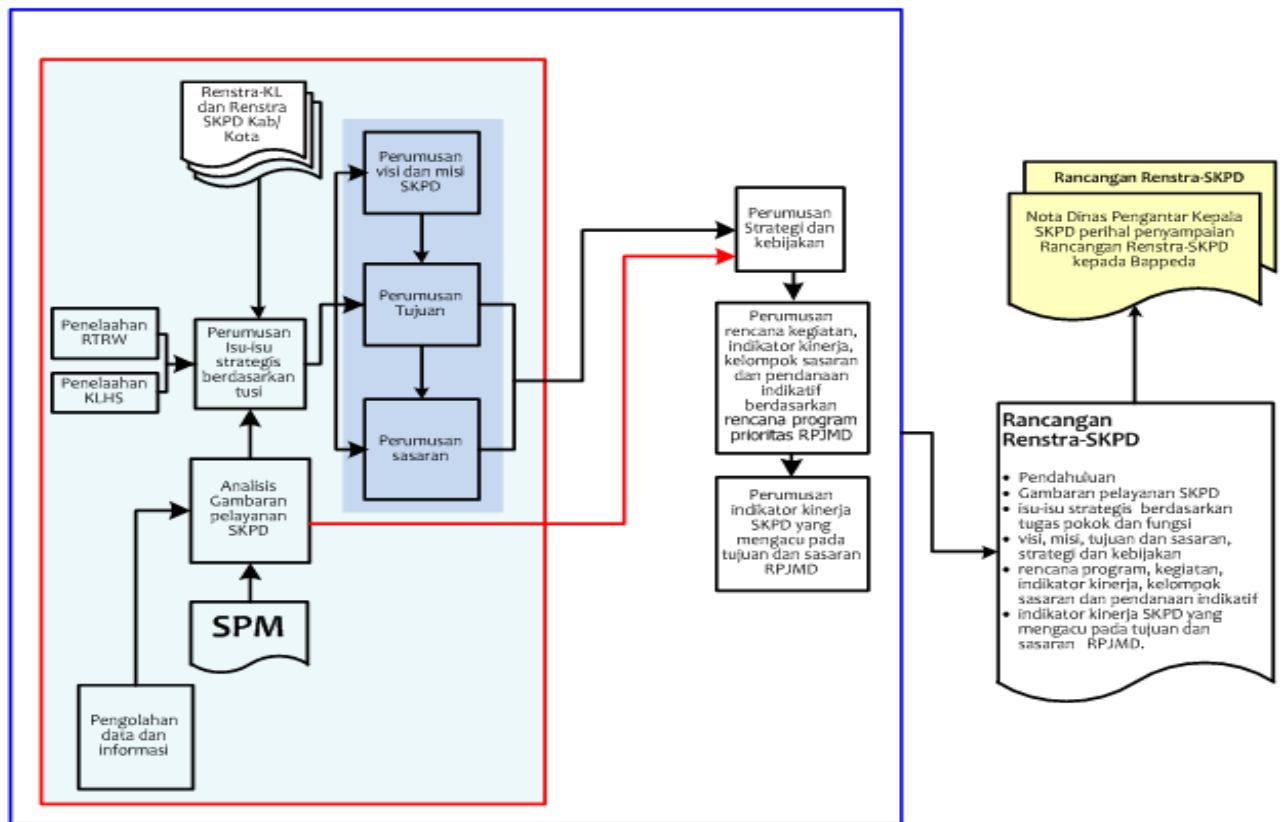 Renstra-KL
dan Renstra
SKPD Kab/
Kota
Perumusan
visi dan misi
SKPD
Perumusan
Tujuan
Perumusan
sasaran
Penelaahan
RTRW
Penelaahan
KLHS
Perumusan
Isu-isu
strategis
berdasarkan
tusi
Analisis
Gambaran
pelayanan
SKPD
SPM
Pengolahan
data dan
informasi
Perumusan
Strategi dan
kebijakan
Perumusan
rencana kegiatan,
indikator kinerja,
kelompok sasaran
dan pendanaan
indikatif berdasarkan
rencana program
prioritas RPJMD
Perumusan
indikator kinerja
SKPD yang
mengacu pada
tujuan dan sasaran
RPJMD
Rancangan Renstra-SKPD
Nota Dinas Pengantar Kepala
SKPD perihal penyampaian
Rancangan Renstra-SKPD
kepada Bappeda
Rancangan
Renstra-SKPD
• Pendahuluan
• Gambaran pelayanan SKPD
• isu-isu strategis berdasarkan
tugas pokok dan fungsi
• visi, misi, tujuan dan sasaran,
strategi dan kebijakan
• rencana program, kegiatan,
indikator kinerja, kelompok
sasaran dan pendanaan indikatif
• indikator kinerja SKPD yang
mengacu pada tujuan dan
sasaran RPJMD.